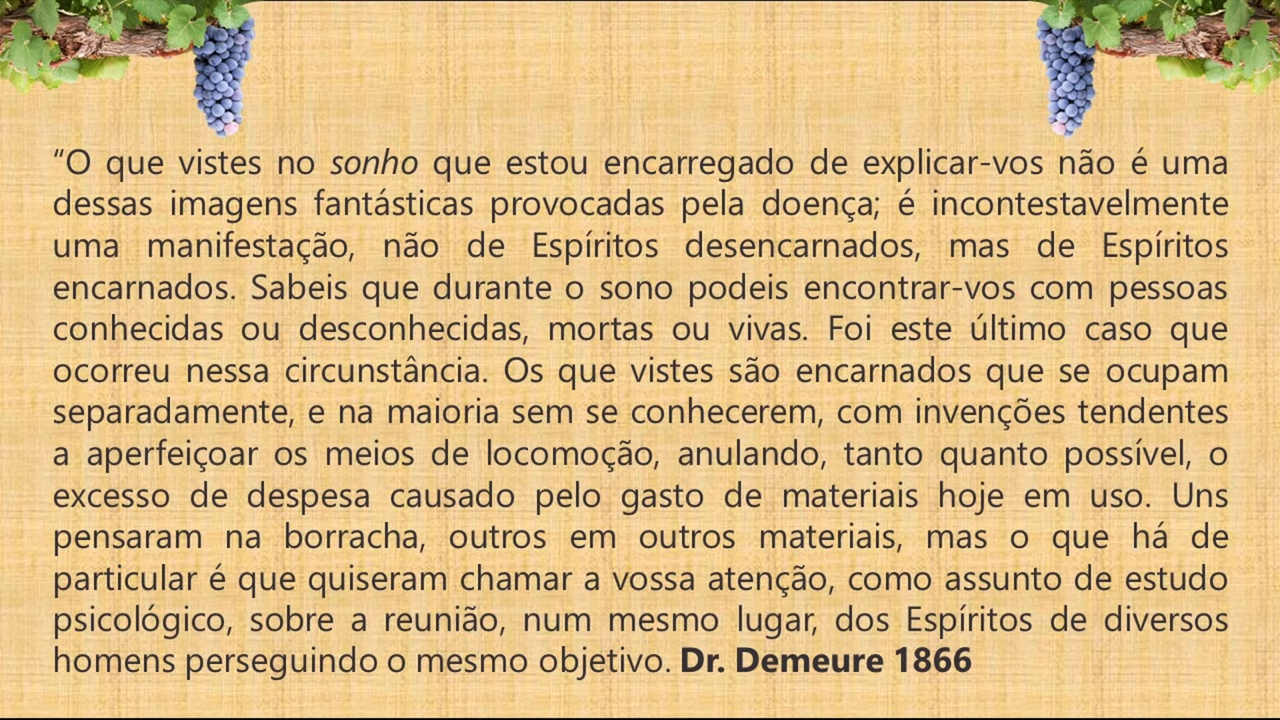 “O que vistes no sonho que estou encarregado de explicar-vos não é uma
dessas imagens fantásticas provocadas pela doença; é incontestavelmente
uma manifestação, não de Espíritos desencarnados, mas de Espíritos
encarnados. Sabeis que durante o sono podeis encontrar-vos com pessoas
conhecidas ou desconhecidas, mortas ou vivas. Foi este último caso que
ocorreu nessa circunstância. Os que vistes são encarnados que se ocupam
separadamente, e na maioria sem se conhecerem, com invenções tendentes
a aperfeiçoar os meios de locomoção, anulando, tanto quanto possível, o
excesso de despesa causado pelo gasto de materiais hoje em uso. Uns
pensaram na borracha, outros em outros materiais, mas o que há de
particular é que quiseram chamar a vossa atenção, como assunto de estudo
psicológico, sobre a reunião, num mesmo lugar, dos Espíritos de diversos
homens perseguindo o mesmo objetivo. Dr. Demeure 1866